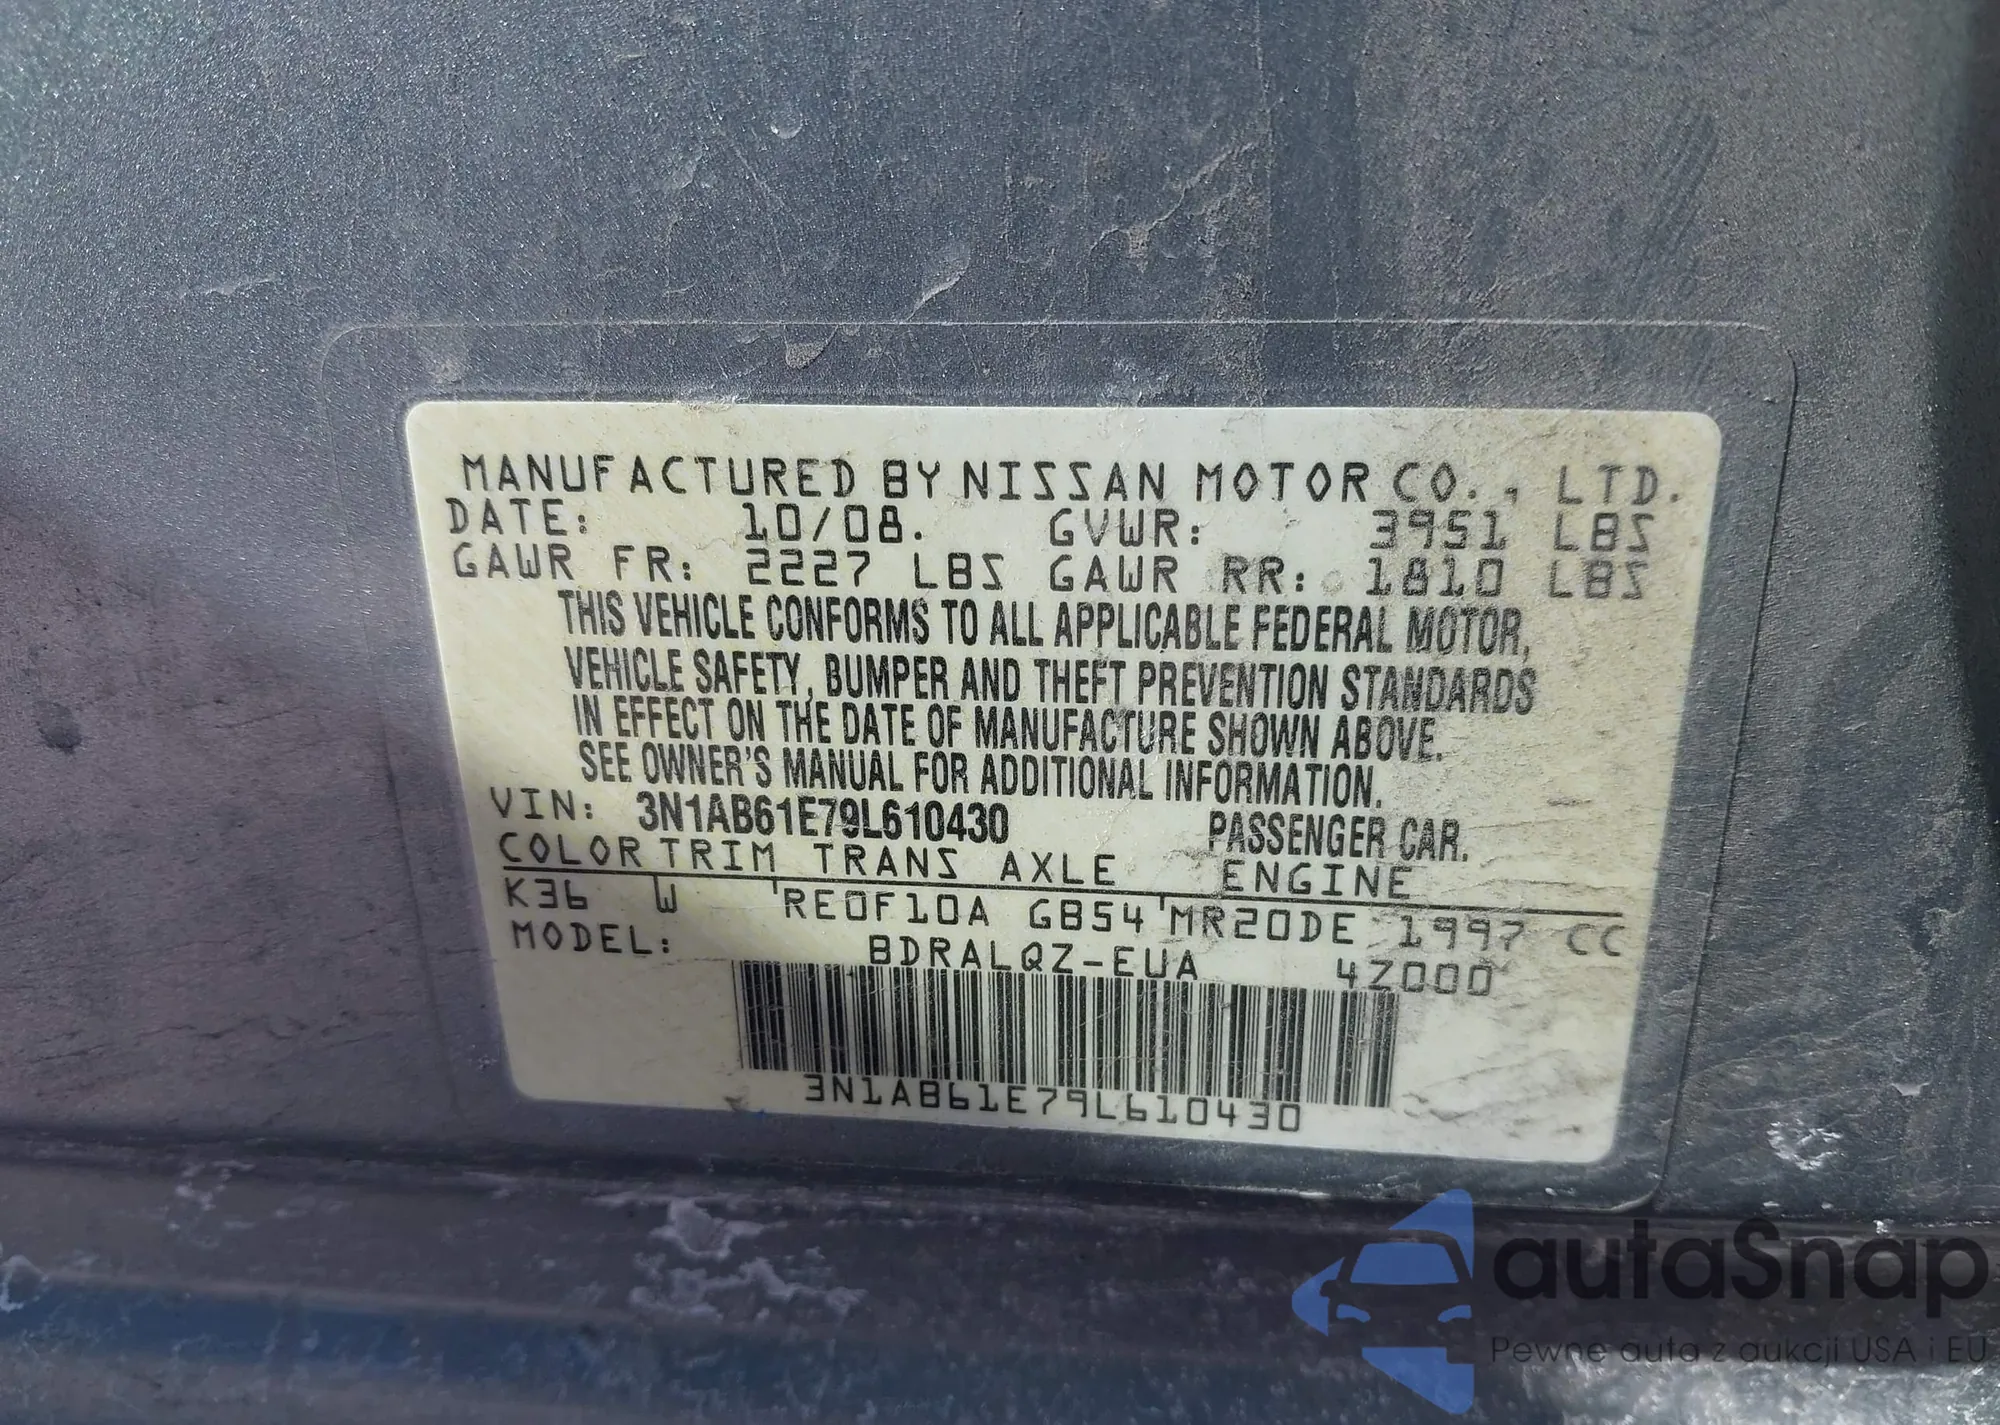 MANUFACTURED BY NISSAN MOTOR CO., LTD.
DATE: 10/08. GVWR: 3951 LBS
GAWR FR: 2227 LBS GAWR RR: 1810 LBS
THIS VEHICLE CONFORMS TO ALL APPLICABLE FEDERAL MOTOR,
VEHICLE SAFETY, BUMPER AND THEFT PREVENTION STANDARDS
IN EFFECT ON THE DATE OF MANUFACTURE SHOWN ABOVE.
SEE OWNER'S MANUAL FOR ADDITIONAL INFORMATION.
VIN: 3N1AB61E79L610430 PASSENGER CAR.
COLOR TRIM TRANS AXLE ENGINE
K36 W RE0F10A GB54 MR20DE 1997 CC
MODEL: BDRALQZ-EUA 4Z000
3N1AB61E79L610430
autaSnap
Pewne auta z aukcji USA i EU